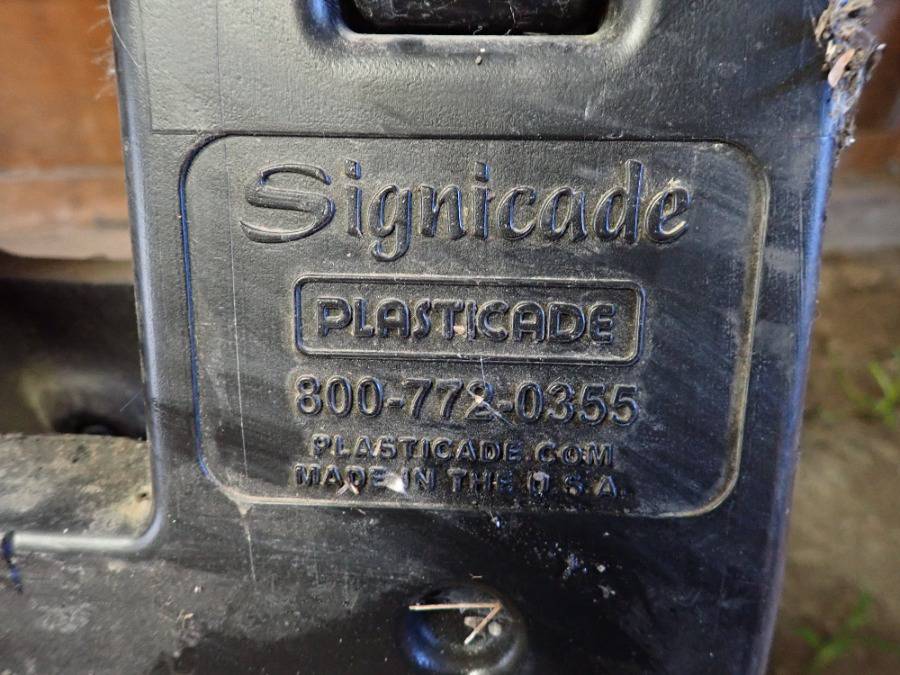 Signicade
PLASTICADE
800-772-0355
PLASTICADE.COM
MADE IN THE U.S.A.